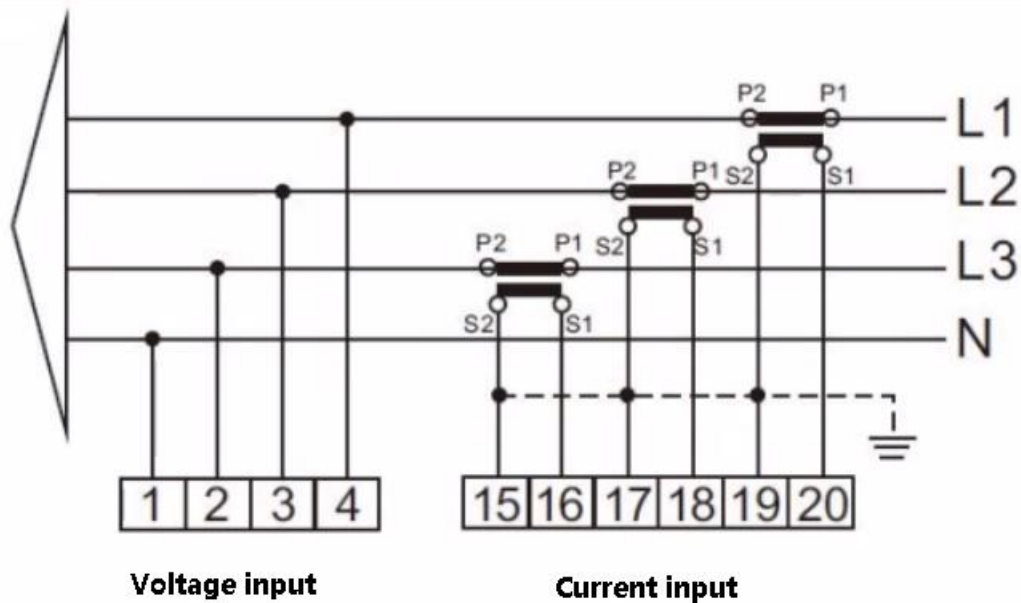 P2 P1 L1
S2 S1
P2 P1 L2
S2 S1
P2 P1 L3
S2 S1
N
1 2 3 4 15 16 17 18 19 20
Voltage input Current input